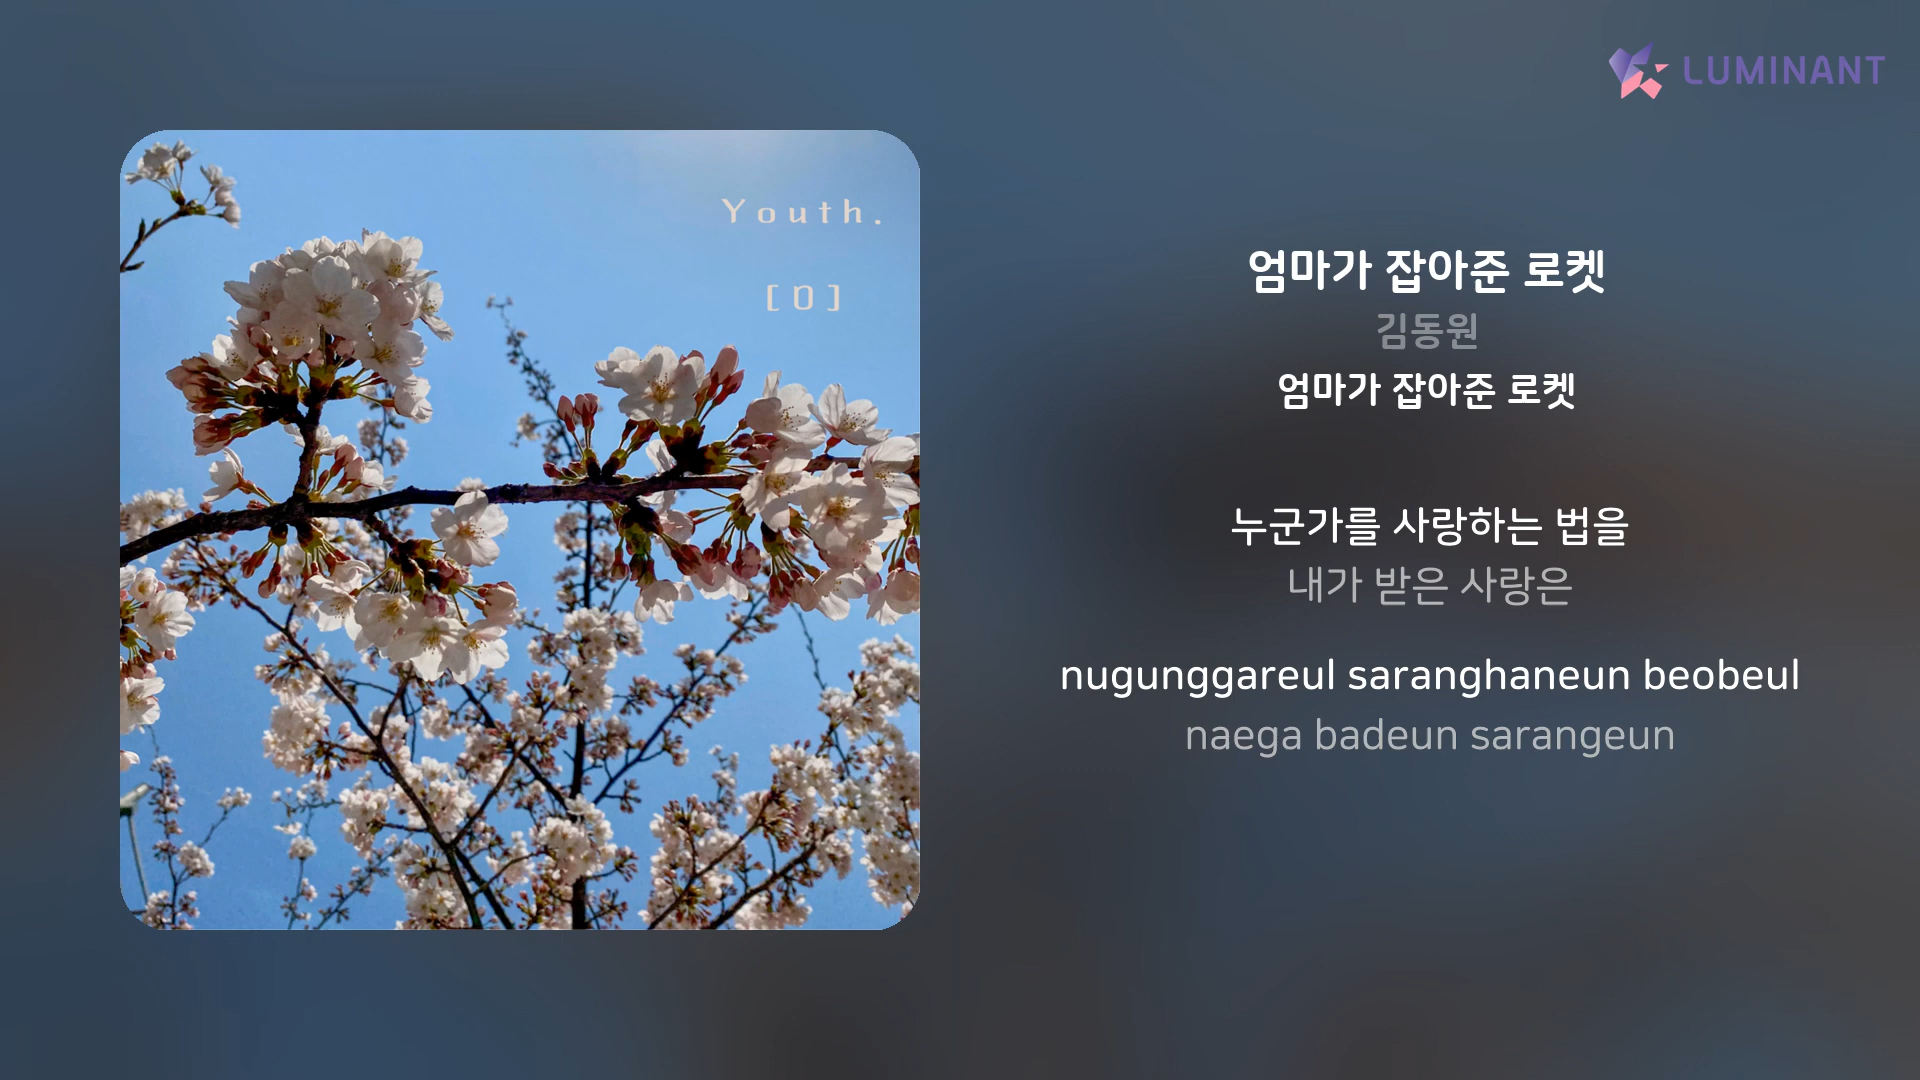 LUMINANT
Youth.
[0]
엄마가 잡아준 로켓
김동원
엄마가 잡아준 로켓
누군가를 사랑하는 법을
내가 받은 사랑은
nugunggareul saranghaneun beobeul
naega badeun sarangeun